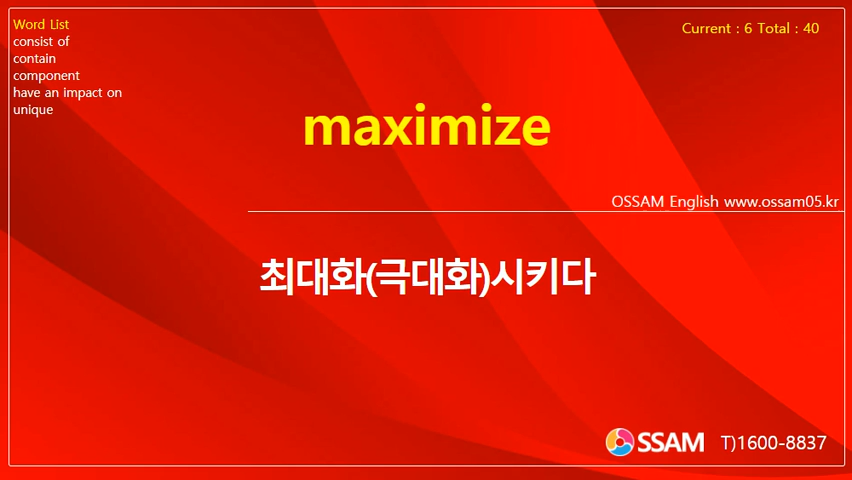 Word List
consist of
contain
component
have an impact on
unique
Current : 6 Total : 40
maximize
OSSAM English www.ossam05.kr
최대화(극대화)시키다
OSSAM T)1600-8837